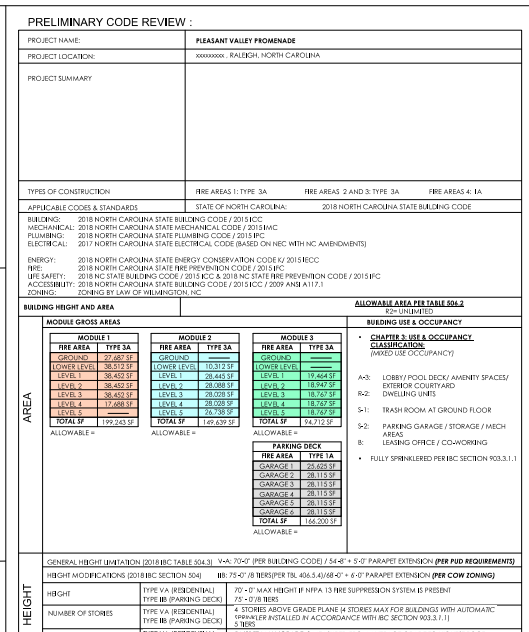 PRELIMINARY CODE REVIEW :
PROJECT NAME: PLEASANT VALLEY PROMENADE
PROJECT LOCATION: xxxxxxxxx , RALEIGH, NORTH CAROLINA
PROJECT SUMMARY
TYPES OF CONSTRUCTION FIRE AREAS 1: TYPE 3A FIRE AREAS 2 AND 3: TYPE 3A FIRE AREAS 4: 1A
APPLICABLE CODES & STANDARDS STATE OF NORTH CAROLINA: 2018 NORTH CAROLINA STATE BUILDING CODE
BUILDING: 2018 NORTH CAROLINA STATE BUILDING CODE / 2015 ICC
MECHANICAL: 2018 NORTH CAROLINA STATE MECHANICAL CODE / 2015 IMC
PLUMBING: 2018 NORTH CAROLINA STATE PLUMBING CODE / 2015 IPC
ELECTRICAL: 2017 NORTH CAROLINA STATE ELECTRICAL CODE (BASED ON NEC WITH NC AMENDMENTS)
ENERGY: 2018 NORTH CAROLINA STATE ENERGY CONSERVATION CODE K/ 2015 IECC
FIRE: 2018 NORTH CAROLINA STATE FIRE PREVENTION CODE / 2015 IFC
LIFE SAFETY: 2018 NC STATE BUILDING CODE / 2015 ICC & 2018 NC STATE FIRE PREVENTION CODE / 2015 IFC
ACCESSIBILITY: 2018 NORTH CAROLINA STATE BUILDING CODE / 2015 ICC / 2009 ANSI A117.1
ZONING: ZONING BY LAW OF WILMINGTON, NC
BUILDING HEIGHT AND AREA
ALLOWABLE AREA PER TABLE 506.2
R2= UNLIMITED
MODULE GROSS AREAS
BUILDING USE & OCCUPANCY
AREA
MODULE 1
FIRE AREA TYPE 3A
GROUND 27,687 SF
LOWER LEVEL 38,512 SF
LEVEL 1 38,452 SF
LEVEL 2 38,452 SF
LEVEL 3 38,452 SF
LEVEL 4 17,688 SF
LEVEL 5
TOTAL SF 199,243 SF
ALLOWABLE =
MODULE 2
FIRE AREA TYPE 3A
GROUND
LOWER LEVEL 10,312 SF
LEVEL 1 28,445 SF
LEVEL 2 28,088 SF
LEVEL 3 28,028 SF
LEVEL 4 28,028 SF
LEVEL 5 26,738 SF
TOTAL SF 149,639 SF
ALLOWABLE =
MODULE 3
FIRE AREA TYPE 3A
GROUND
LOWER LEVEL
LEVEL 1 19,464 SF
LEVEL 2 18,947 SF
LEVEL 3 18,767 SF
LEVEL 4 18,767 SF
LEVEL 5 18,767 SF
TOTAL SF 94,712 SF
ALLOWABLE =
PARKING DECK
FIRE AREA TYPE 1A
GARAGE 1 25,625 SF
GARAGE 2 28,115 SF
GARAGE 3 28,115 SF
GARAGE 4 28,115 SF
GARAGE 5 28,115 SF
GARAGE 6 28,115 SF
TOTAL SF 166,200 SF
ALLOWABLE =
• CHAPTER 3: USE & OCCUPANCY
CLASSIFICATION:
(MIXED USE OCCUPANCY)
A-3: LOBBY/ POOL DECK/ AMENITY SPACES/
EXTERIOR COURTYARD
R-2: DWELLING UNITS
S-1: TRASH ROOM AT GROUND FLOOR
S-2: PARKING GARAGE / STORAGE / MECH
AREAS
B: LEASING OFFICE / CO-WORKING
• FULLY SPRINKLERED PER IBC SECTION 903.3.1.1
HEIGHT
GENERAL HEIGHT LIMITATION (2018 IBC TABLE 504.3) V-A: 70'-0" (PER BUILDING CODE) / 54'-8" + 5'-0" PARAPET EXTENSION (PER PUD REQUIREMENTS)
HEIGHT MODIFICATIONS (2018 IBC SECTION 504) IIB: 75'-0" /8 TIERS(PER TBL 406.5.4)/68'-0" + 6'-0" PARAPET EXTENSION (PER COW ZONING)
HEIGHT TYPE VA (RESIDENTIAL) 70'- 0" MAX HEIGHT IF NFPA 13 FIRE SUPPRESSION SYSTEM IS PRESENT
TYPE IIB (PARKING DECK) 75'- 0"/8 TIERS
NUMBER OF STORIES TYPE VA (RESIDENTIAL) 4 STORIES ABOVE GRADE PLANE (4 STORIES MAX FOR BUILDINGS WITH AUTOMATIC
SPRINKLER INSTALLED IN ACCORDANCE WITH IBC SECTION 903.3.1.1)
TYPE IIB (PARKING DECK) 5 TIERS